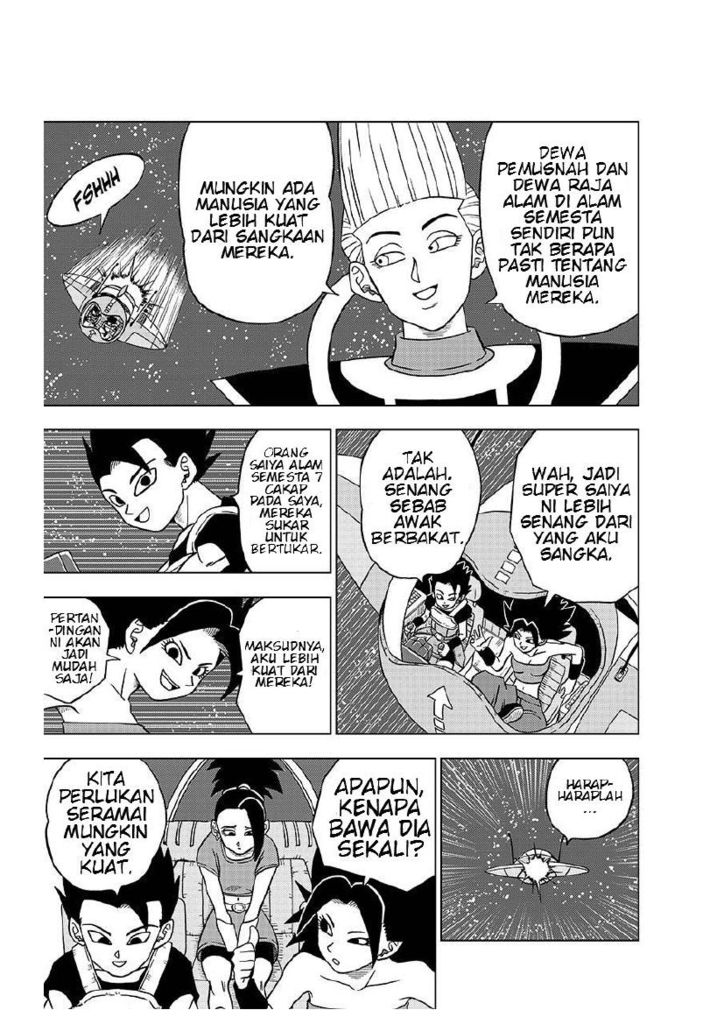 DEWA
PEMUSNAH DAN
DEWA RAJA
ALAM DI ALAM
SEMESTA
SENDIRI PUN
TAK BERAPA
PASTI TENTANG
MANUSIA
MEREKA.
MUNGKIN ADA
MANUSIA YANG
LEBIH KUAT
DARI SANGKAAN
MEREKA.
FSHHH
WAH, JADI
SUPER SAIYA
NI LEBIH
SENANG DARI
YANG AKU
SANGKA.
TAK
ADALAH.
SENANG
SEBAB
AWAK
BERBAKAT.
ORANG
SAIYA ALAM
SEMESTA 7
CAKAP
PADA SAYA,
MEREKA
SUKAR
UNTUK
BERTUKAR.
MAKSUDNYA,
AKU LEBIH
KUAT DARI
MEREKA!
PERTAN
-DINGAN
NI AKAN
JADI
MUDAH
SAJA!
HARAP-
HARAPLAH
...
APAPUN,
KENAPA
BAWA DIA
SEKALI?
KITA
PERLUKAN
SERAMAI
MUNGKIN
YANG
KUAT.